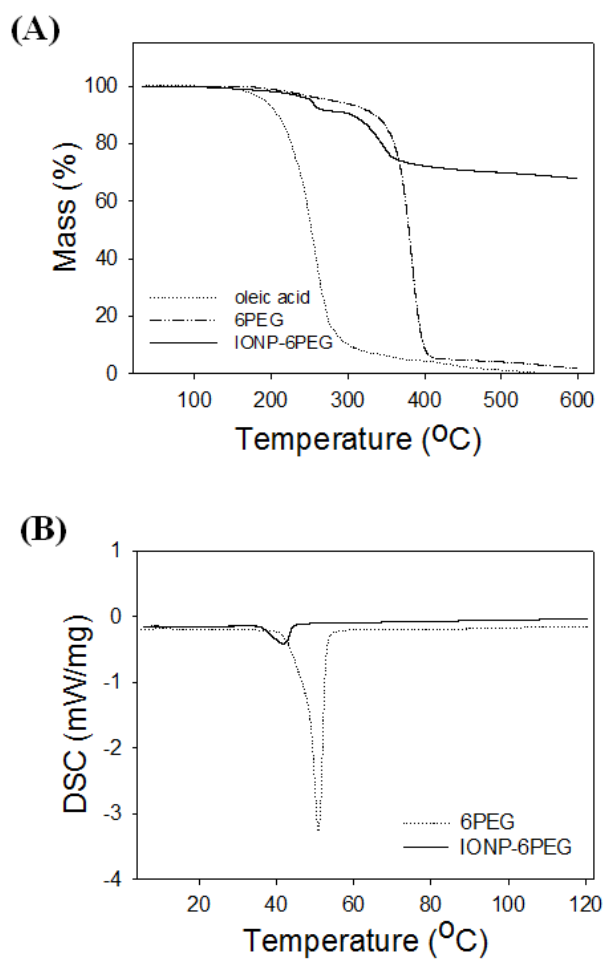 (A)
Mass (%)
100
80
60
40
20
0
oleic acid
6PEG
IONP-6PEG
100 200 300 400 500 600
Temperature (ºC)
(B)
DSC (mW/mg)
1
0
-1
-2
-3
-4
6PEG
IONP-6PEG
20 40 60 80 100 120
Temperature (ºC)